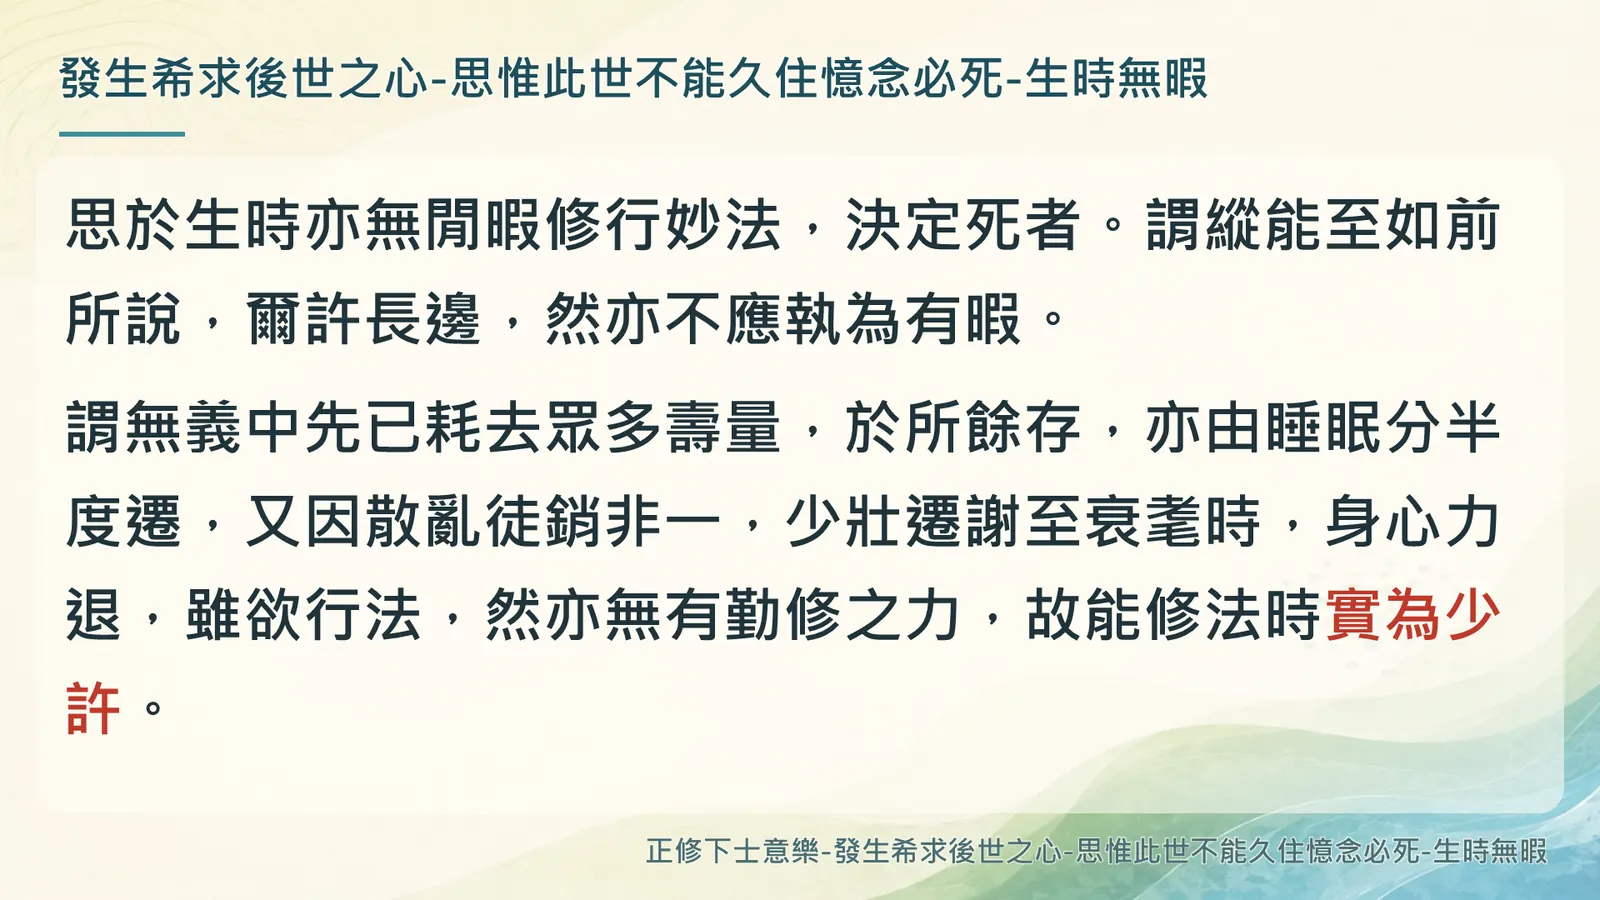 發生希求後世之心-思惟此世不能久住憶念必死-生時無暇
思於生時亦無閒暇修行妙法，決定死者。謂縱能至如前
所說，爾許長邊，然亦不應執為有暇。
謂無義中先已耗去眾多壽量，於所餘存，亦由睡眠分半
度遷，又因散亂徒銷非一，少壯遷謝至衰耄時，身心力
退，雖欲行法，然亦無有勤修之力，故能修法時實為少
許。
正修下士意樂-發生希求後世之心-思惟此世不能久住憶念必死-生時無暇